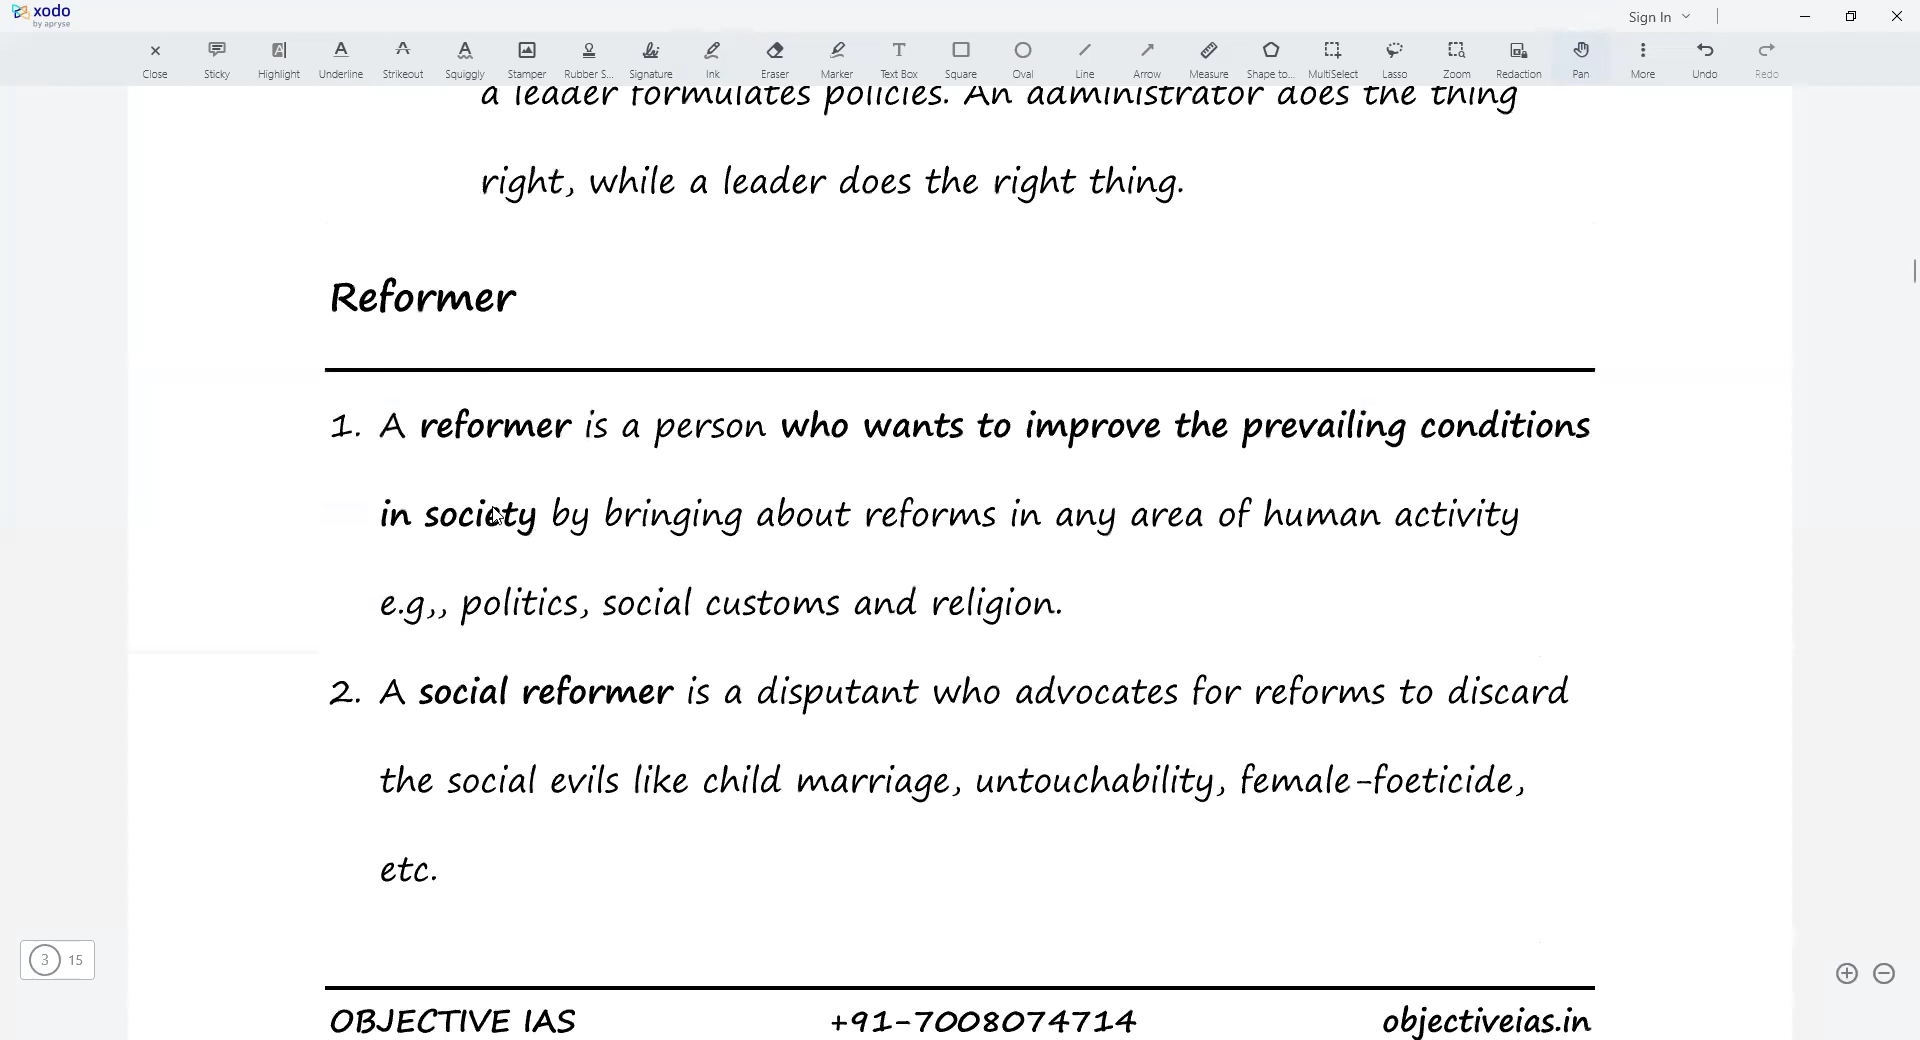 xodo
by apryse
Sign In
Close
Sticky
Highlight
Underline
Strikeout
Squiggly
Stamper
Rubber S...
Signature
Ink
Eraser
Marker
Text Box
Square
Oval
Line
Arrow
Measure
Shape to...
MultiSelect
Lasso
Zoom
Redaction
Pan
More
Undo
Redo
a leader formulates policies. An administrator does the thing
right, while a leader does the right thing.
Reformer
1. A reformer is a person who wants to improve the prevailing conditions
in society by bringing about reforms in any area of human activity
e.g,, politics, social customs and religion.
2. A social reformer is a disputant who advocates for reforms to discard
the social evils like child marriage, untouchability, female-foeticide,
etc.
3 15
OBJECTIVE IAS +91-7008074714 objectiveias.in